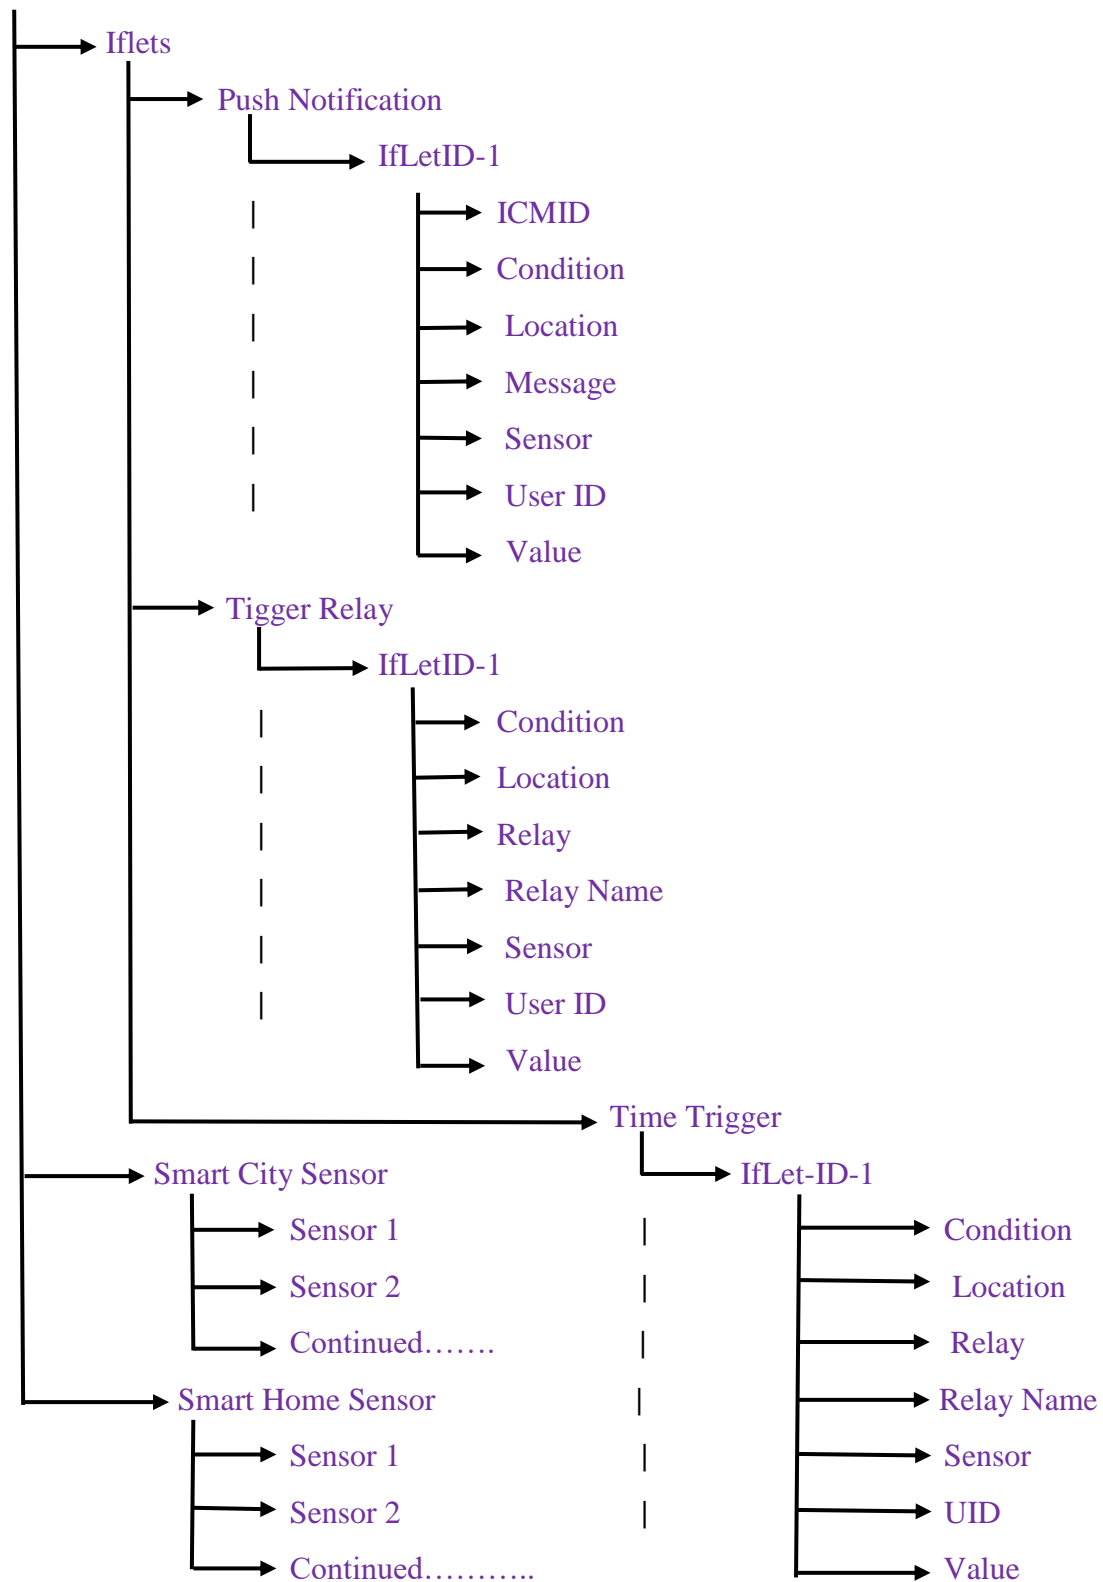 Iflets
Push Notification
IfLetID-1
ICMID
Condition
Location
Message
Sensor
User ID
Value
Tigger Relay
IfLetID-1
Condition
Location
Relay
Relay Name
Sensor
User ID
Value
Time Trigger
IfLet-ID-1
Condition
Location
Relay
Relay Name
Sensor
UID
Value
Smart City Sensor
Sensor 1
Sensor 2
Continued…….
Smart Home Sensor
Sensor 1
Sensor 2
Continued………..